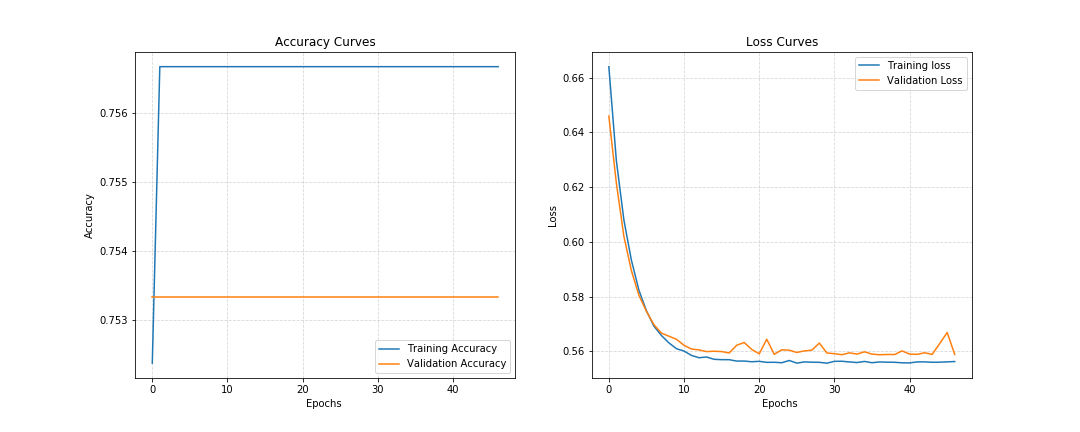 Accuracy Curves
0.756
0.755
0.754
0.753
Accuracy
0 10 20 30 40
Epochs
Training Accuracy
Validation Accuracy
Loss Curves
0.66
0.64
0.62
0.60
0.58
0.56
Loss
0 10 20 30 40
Epochs
Training loss
Validation Loss